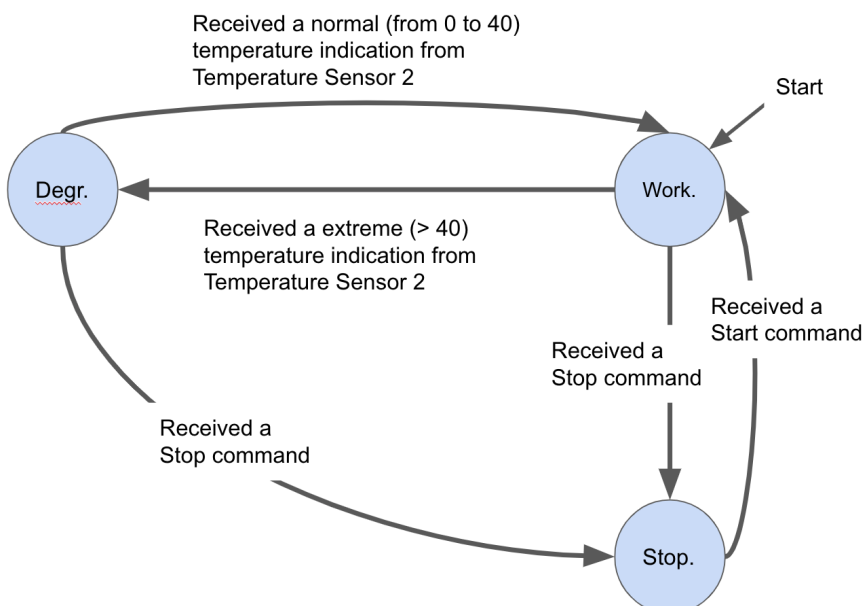 Received a normal (from 0 to 40)
temperature indication from
Temperature Sensor 2
Start
Degr.
Work.
Received a extreme (> 40)
temperature indication from
Temperature Sensor 2
Received a
Start command
Received a
Stop command
Received a
Stop command
Stop.